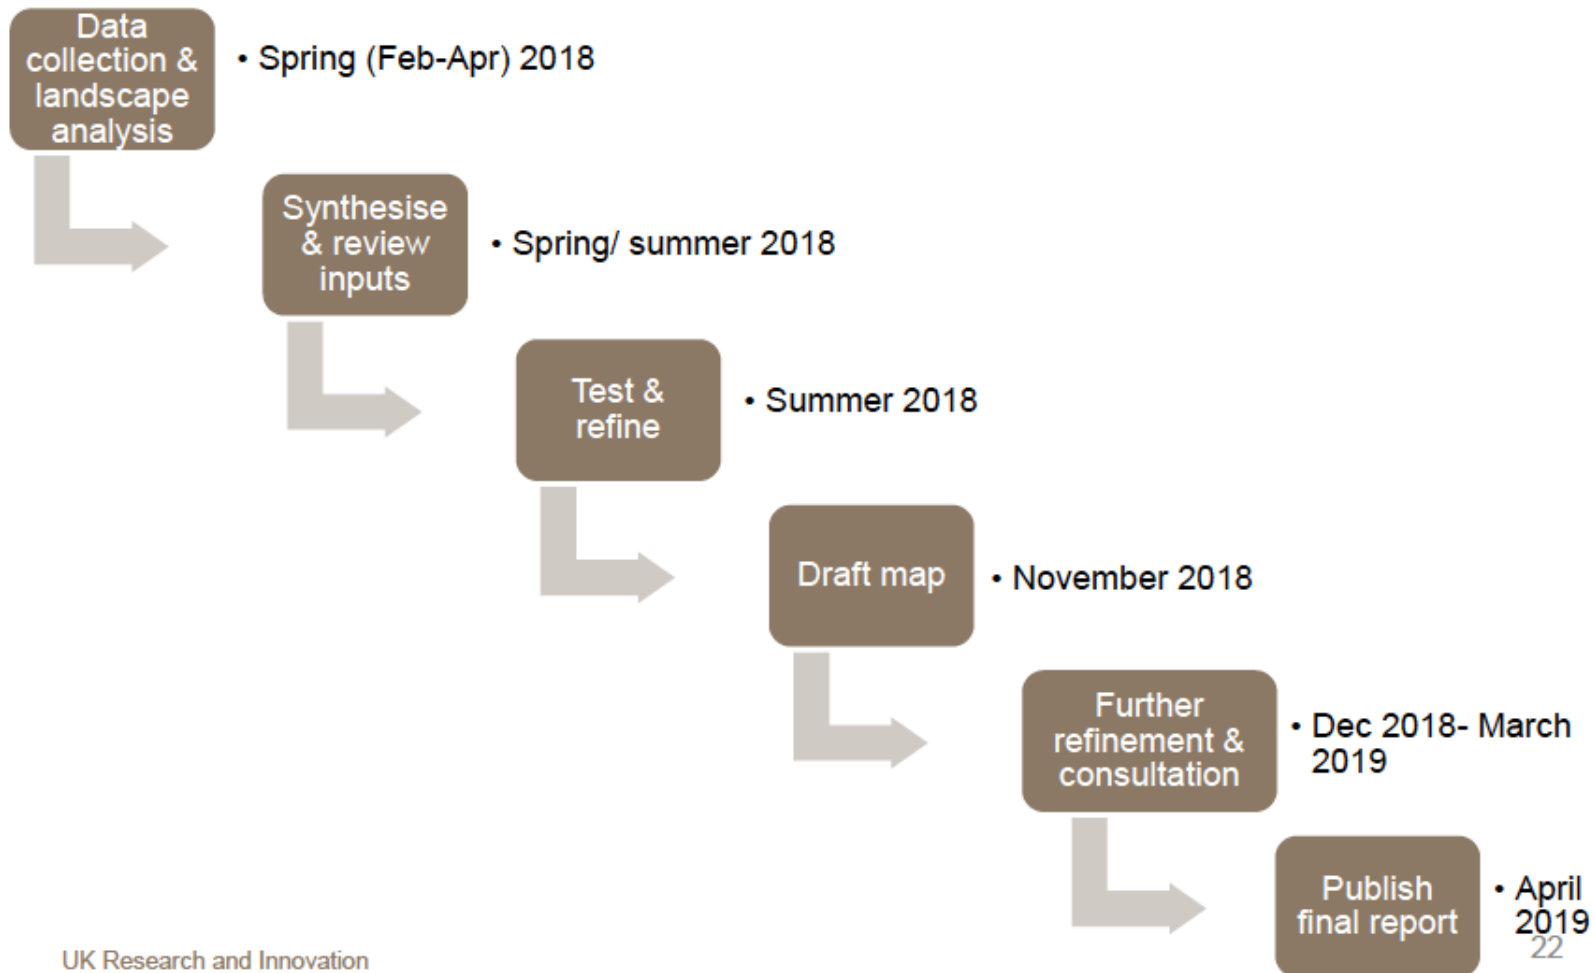 Data
collection &
landscape
analysis
• Spring (Feb-Apr) 2018
Synthesise
& review
inputs
• Spring/ summer 2018
Test &
refine
• Summer 2018
Draft map
• November 2018
Further
refinement &
consultation
• Dec 2018- March
2019
Publish
final report
• April
2019
UK Research and Innovation
22